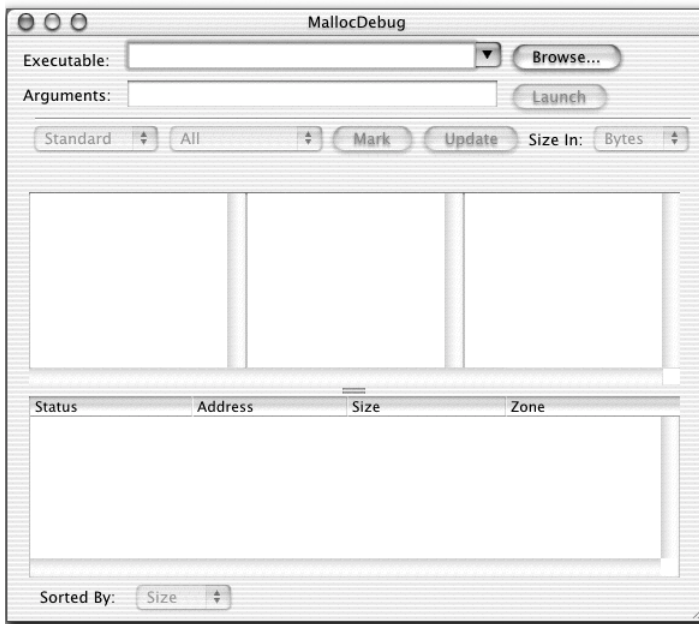 MallocDebug
Executable: Browse...
Arguments: Launch
Standard All Mark Update Size In: Bytes
Status Address Size Zone
Sorted By: Size